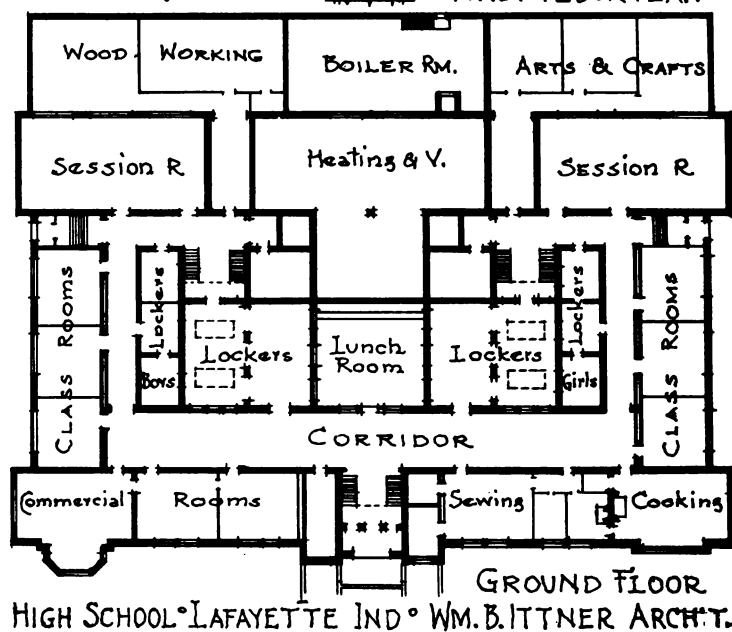 WOOD WORKING
BOILER RM.
ARTS & CRAFTS
Session R
Heating & V.
Session R
CLASS ROOMS
Lockers
Boys
Lockers
Lunch
Room
Lockers
Lockers
Girls
CLASS ROOMS
CORRIDOR
Commercial Rooms
Sewing
Cooking
GROUND FLOOR
HIGH SCHOOL° LAFAYETTE IND° WM. B. ITTNER ARCH'T.